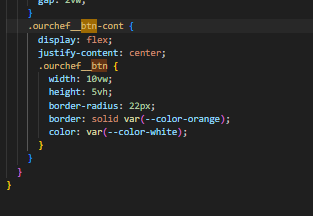 gap: 2vw;
}
.ourchef__btn-cont {
display: flex;
justify-content: center;
.ourchef__btn {
width: 10vw;
height: 5vh;
border-radius: 22px;
border: solid var(--color-orange);
color: var(--color-white);
}
}
}
}